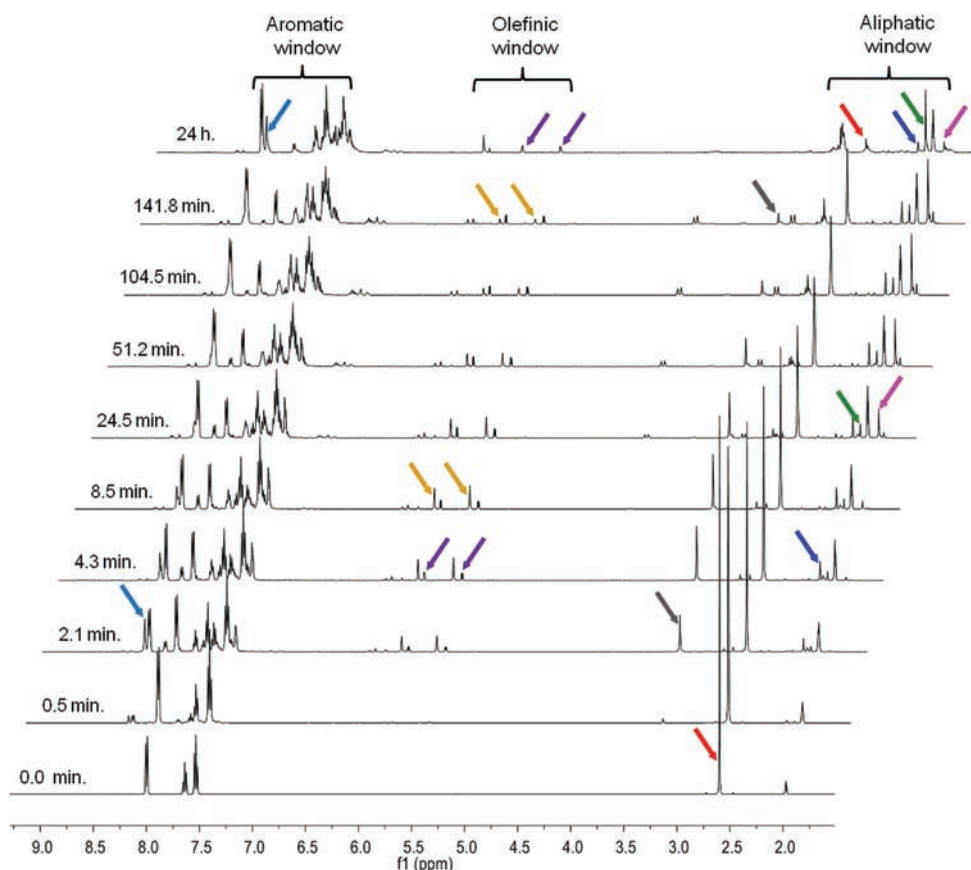 Aromatic
window
Olefinic
window
Aliphatic
window
24 h.
141.8 min.
104.5 min.
51.2 min.
24.5 min.
8.5 min.
4.3 min.
2.1 min.
0.5 min.
0.0 min.
9.0 8.5 8.0 7.5 7.0 6.5 6.0 5.5 5.0 4.5 4.0 3.5 3.0 2.5 2.0
f1 (ppm)